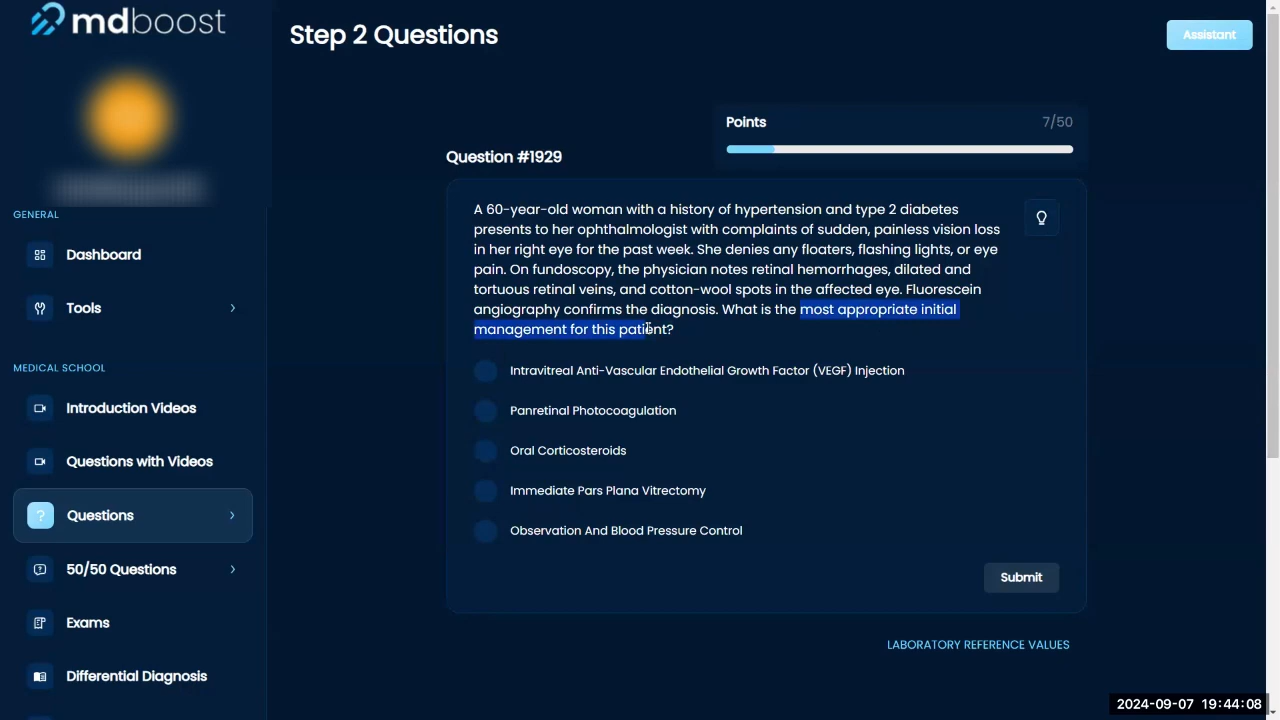 mdboost
Step 2 Questions
Assistant
Points
7/50
Question #1929
A 60-year-old woman with a history of hypertension and type 2 diabetes
presents to her ophthalmologist with complaints of sudden, painless vision loss
in her right eye for the past week. She denies any floaters, flashing lights, or eye
pain. On fundoscopy, the physician notes retinal hemorrhages, dilated and
tortuous retinal veins, and cotton-wool spots in the affected eye. Fluorescein
angiography confirms the diagnosis. What is the most appropriate initial
management for this patient?
Intravitreal Anti-Vascular Endothelial Growth Factor (VEGF) Injection
Panretinal Photocoagulation
Oral Corticosteroids
Immediate Pars Plana Vitrectomy
Observation And Blood Pressure Control
Submit
LABORATORY REFERENCE VALUES
GENERAL
Dashboard
Tools
MEDICAL SCHOOL
Introduction Videos
Questions with Videos
Questions
50/50 Questions
Exams
Differential Diagnosis
2024-09-07 19:44:08